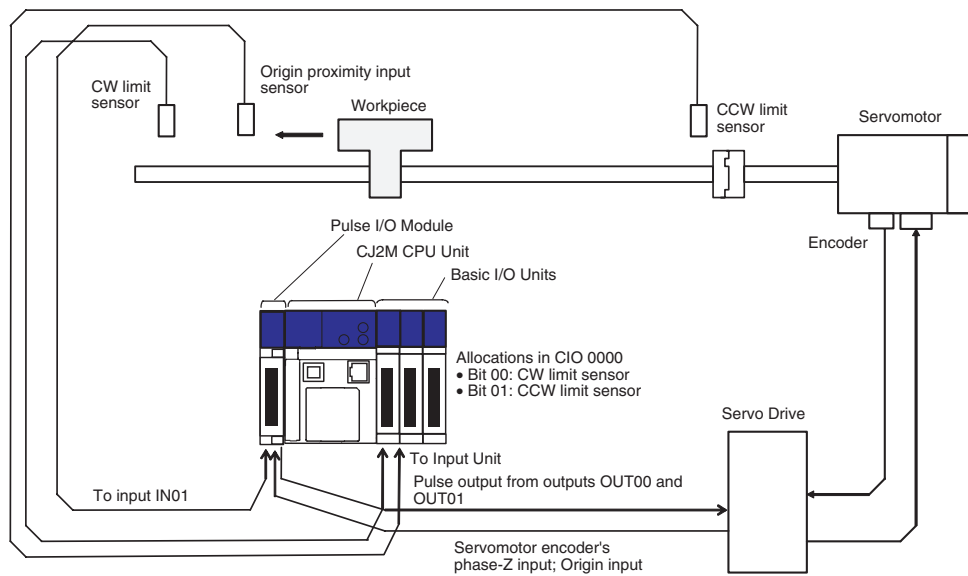 CW limit
sensor
Origin proximity input
sensor
Workpiece
CCW limit
sensor
Servomotor
Encoder
Pulse I/O Module
CJ2M CPU Unit
Basic I/O Units
Allocations in CIO 0000
• Bit 00: CW limit sensor
• Bit 01: CCW limit sensor
Servo Drive
To Input Unit
To input IN01
Pulse output from outputs OUT00 and
OUT01
Servomotor encoder's
phase-Z input; Origin input